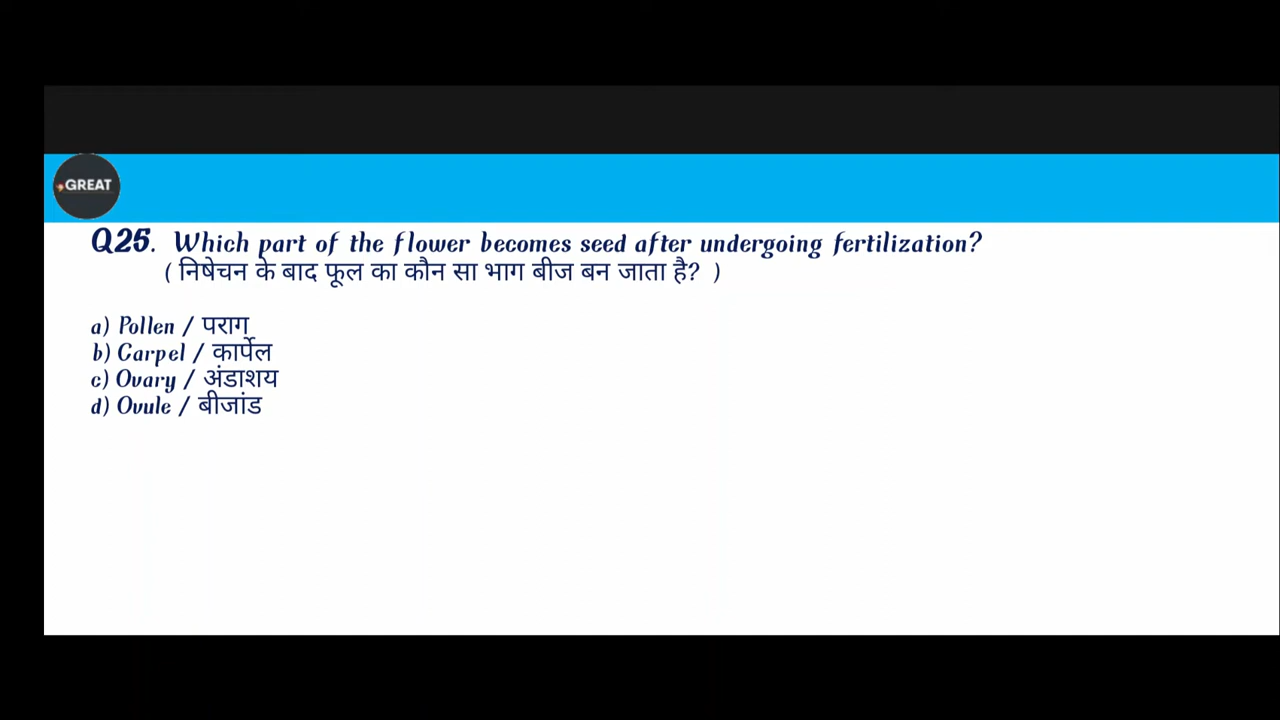 GREAT
Q25. Which part of the flower becomes seed after undergoing fertilization?
( निषेचन के बाद फूल का कौन सा भाग बीज बन जाता है? )
a) Pollen / पराग
b) Carpel / कार्पेल
c) Ovary / अंडाशय
d) Ovule / बीजांड